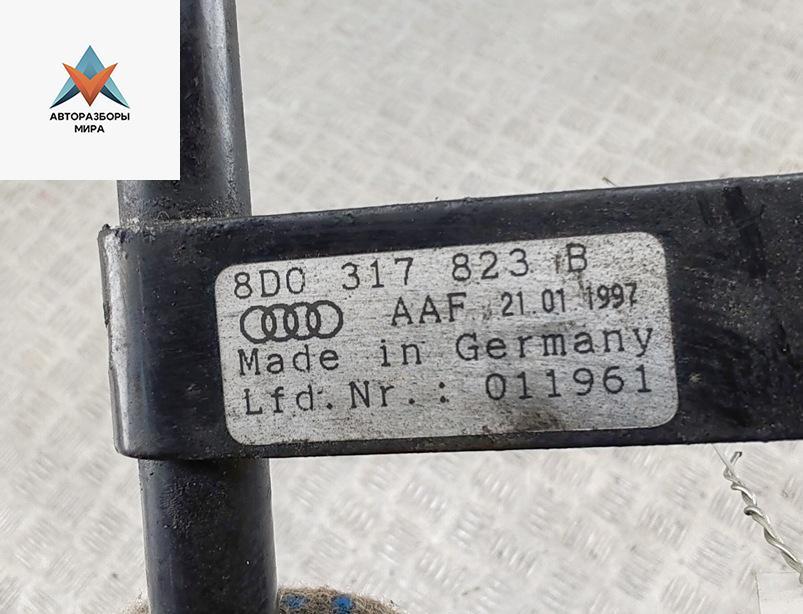 АВТОРАЗБОРЫ
МИРА
8D0 317 823 B
AAF 21.01 1997
Made in Germany
Lfd.Nr.: 011961